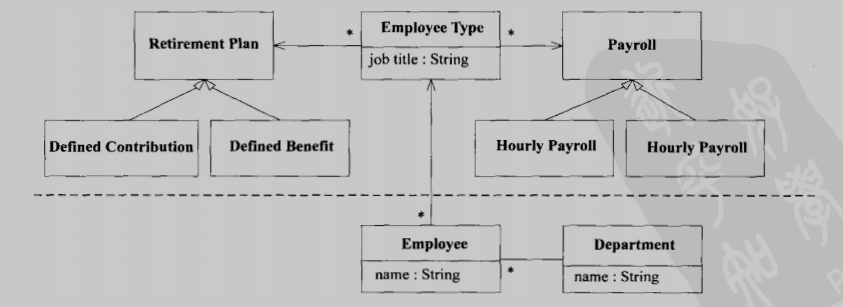 Employee Type
*
*
Retirement Plan
Payroll
job title : String
Defined Contribution
Defined Benefit
Hourly Payroll
Hourly Payroll
*
Employee
Department
*
name : String
name : String